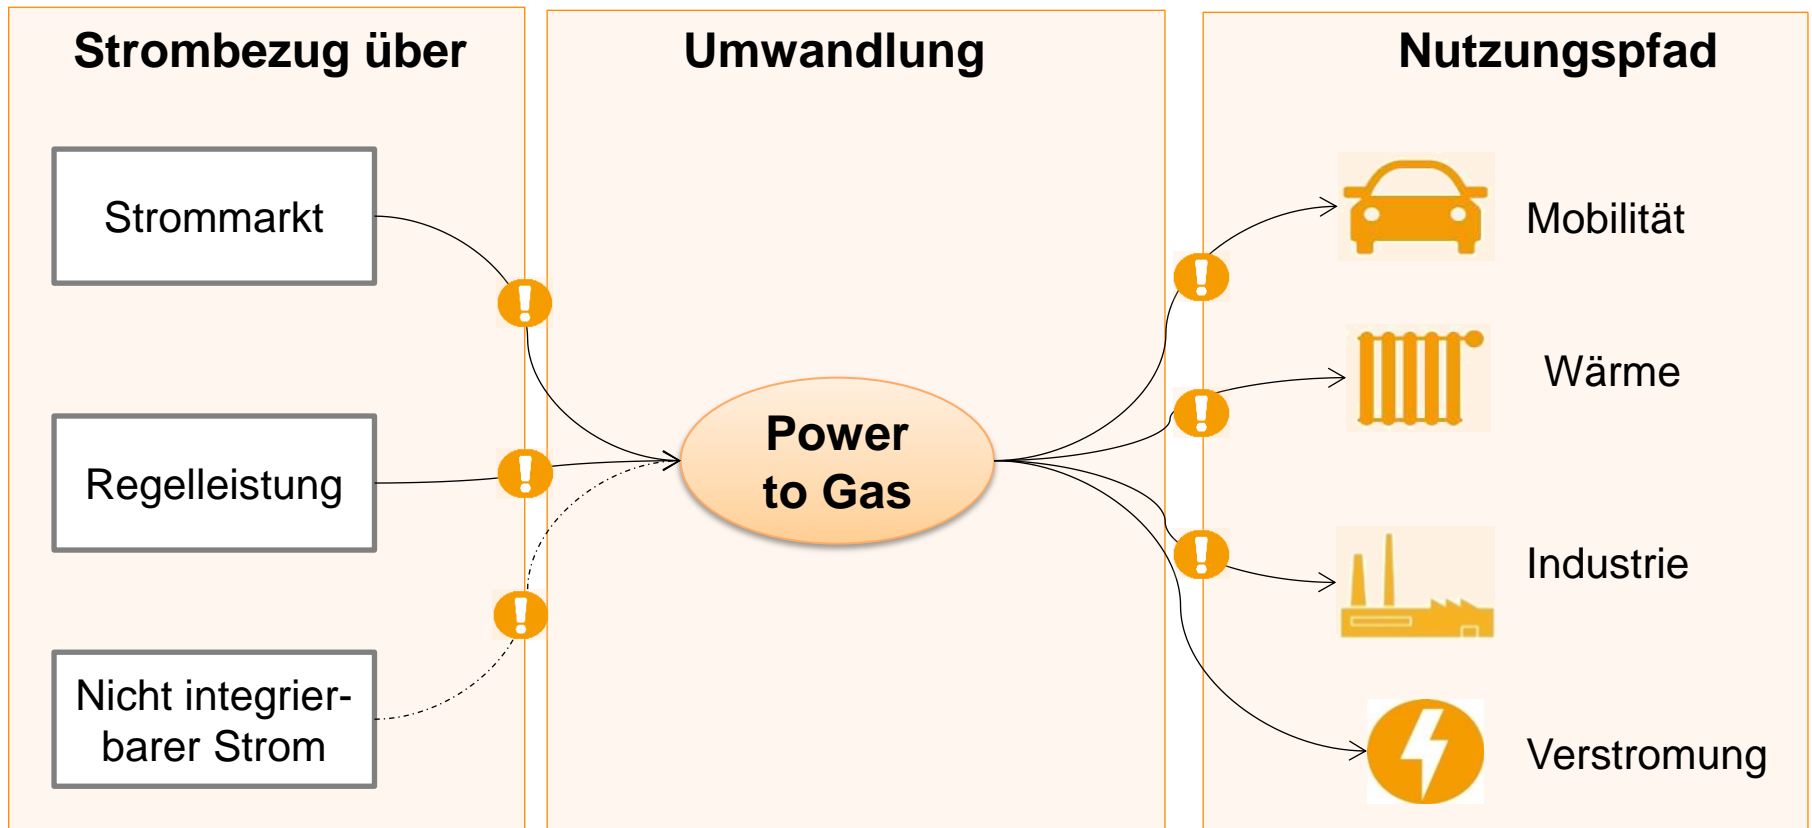 Strombezug über
Umwandlung
Nutzungspfad
Strommarkt
Regelleistung
Nicht integrier-
barer Strom
Power
to Gas
Mobilität
Wärme
Industrie
Verstromung